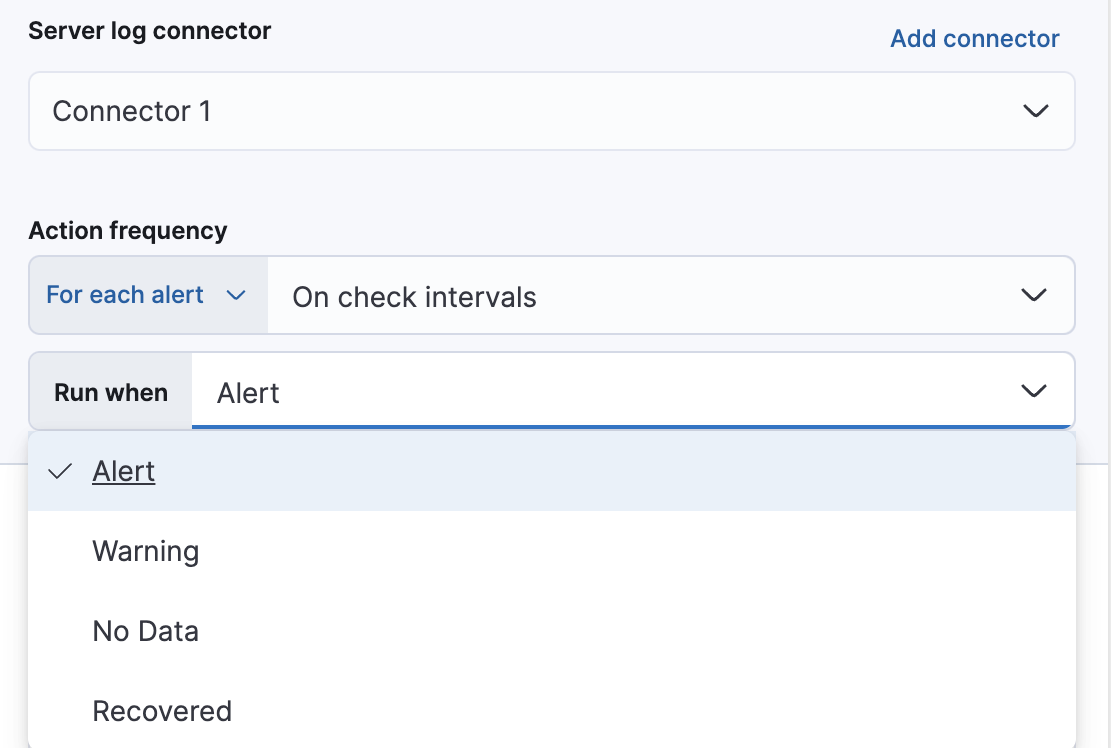 Server log connector
Add connector
Connector 1
Action frequency
For each alert
On check intervals
Run when
Alert
Alert
Warning
No Data
Recovered